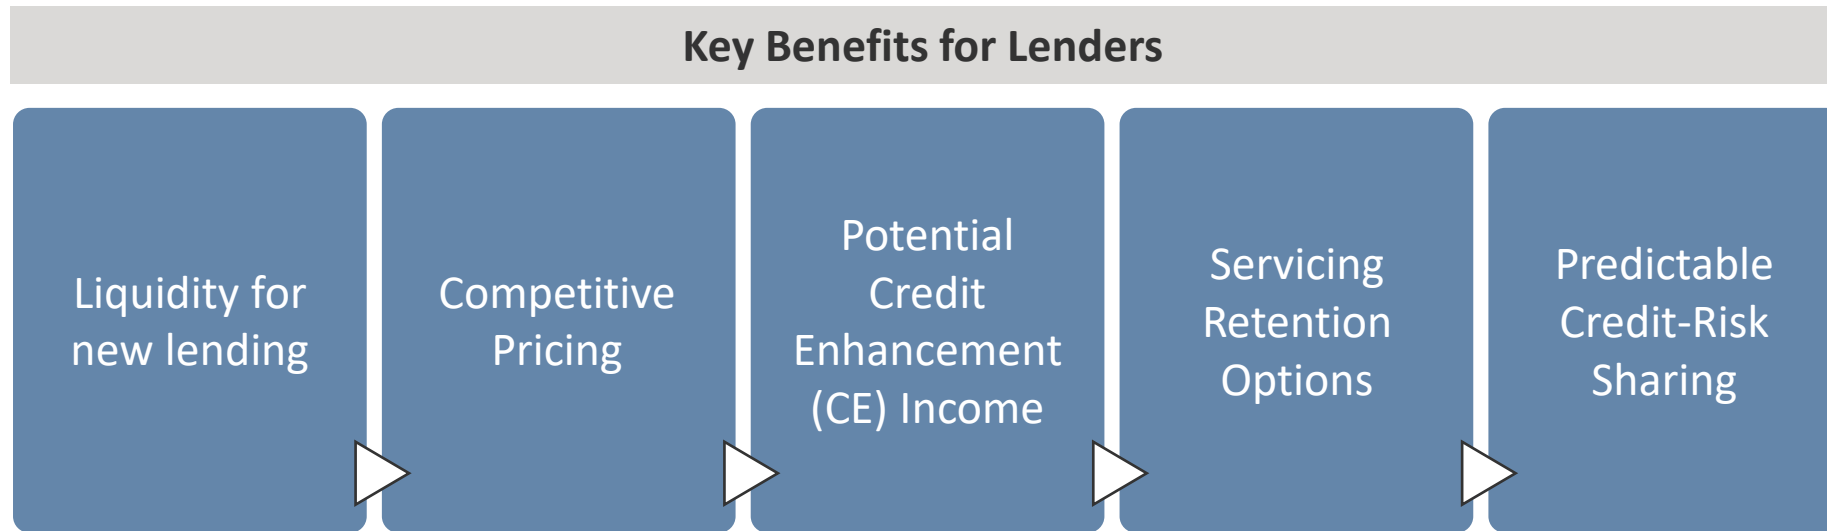 Key Benefits for Lenders
Liquidity for
new lending
Competitive
Pricing
Potential
Credit
Enhancement
(CE) Income
Servicing
Retention
Options
Predictable
Credit-Risk
Sharing